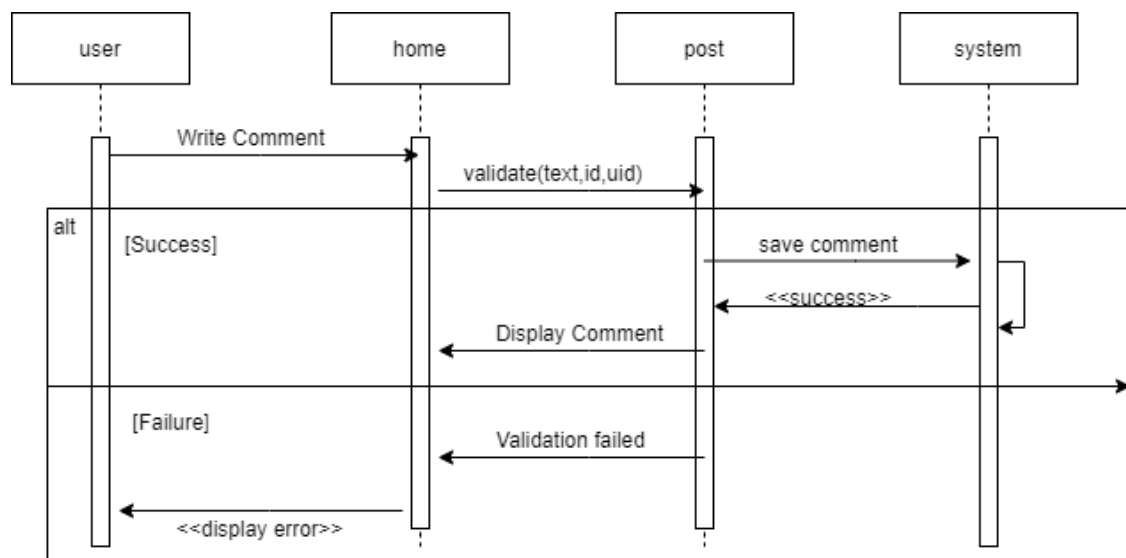 user
home
post
system
Write Comment
validate(text,id,uid)
alt
[Success]
save comment
<<success>>
Display Comment
[Failure]
Validation failed
<<display error>>